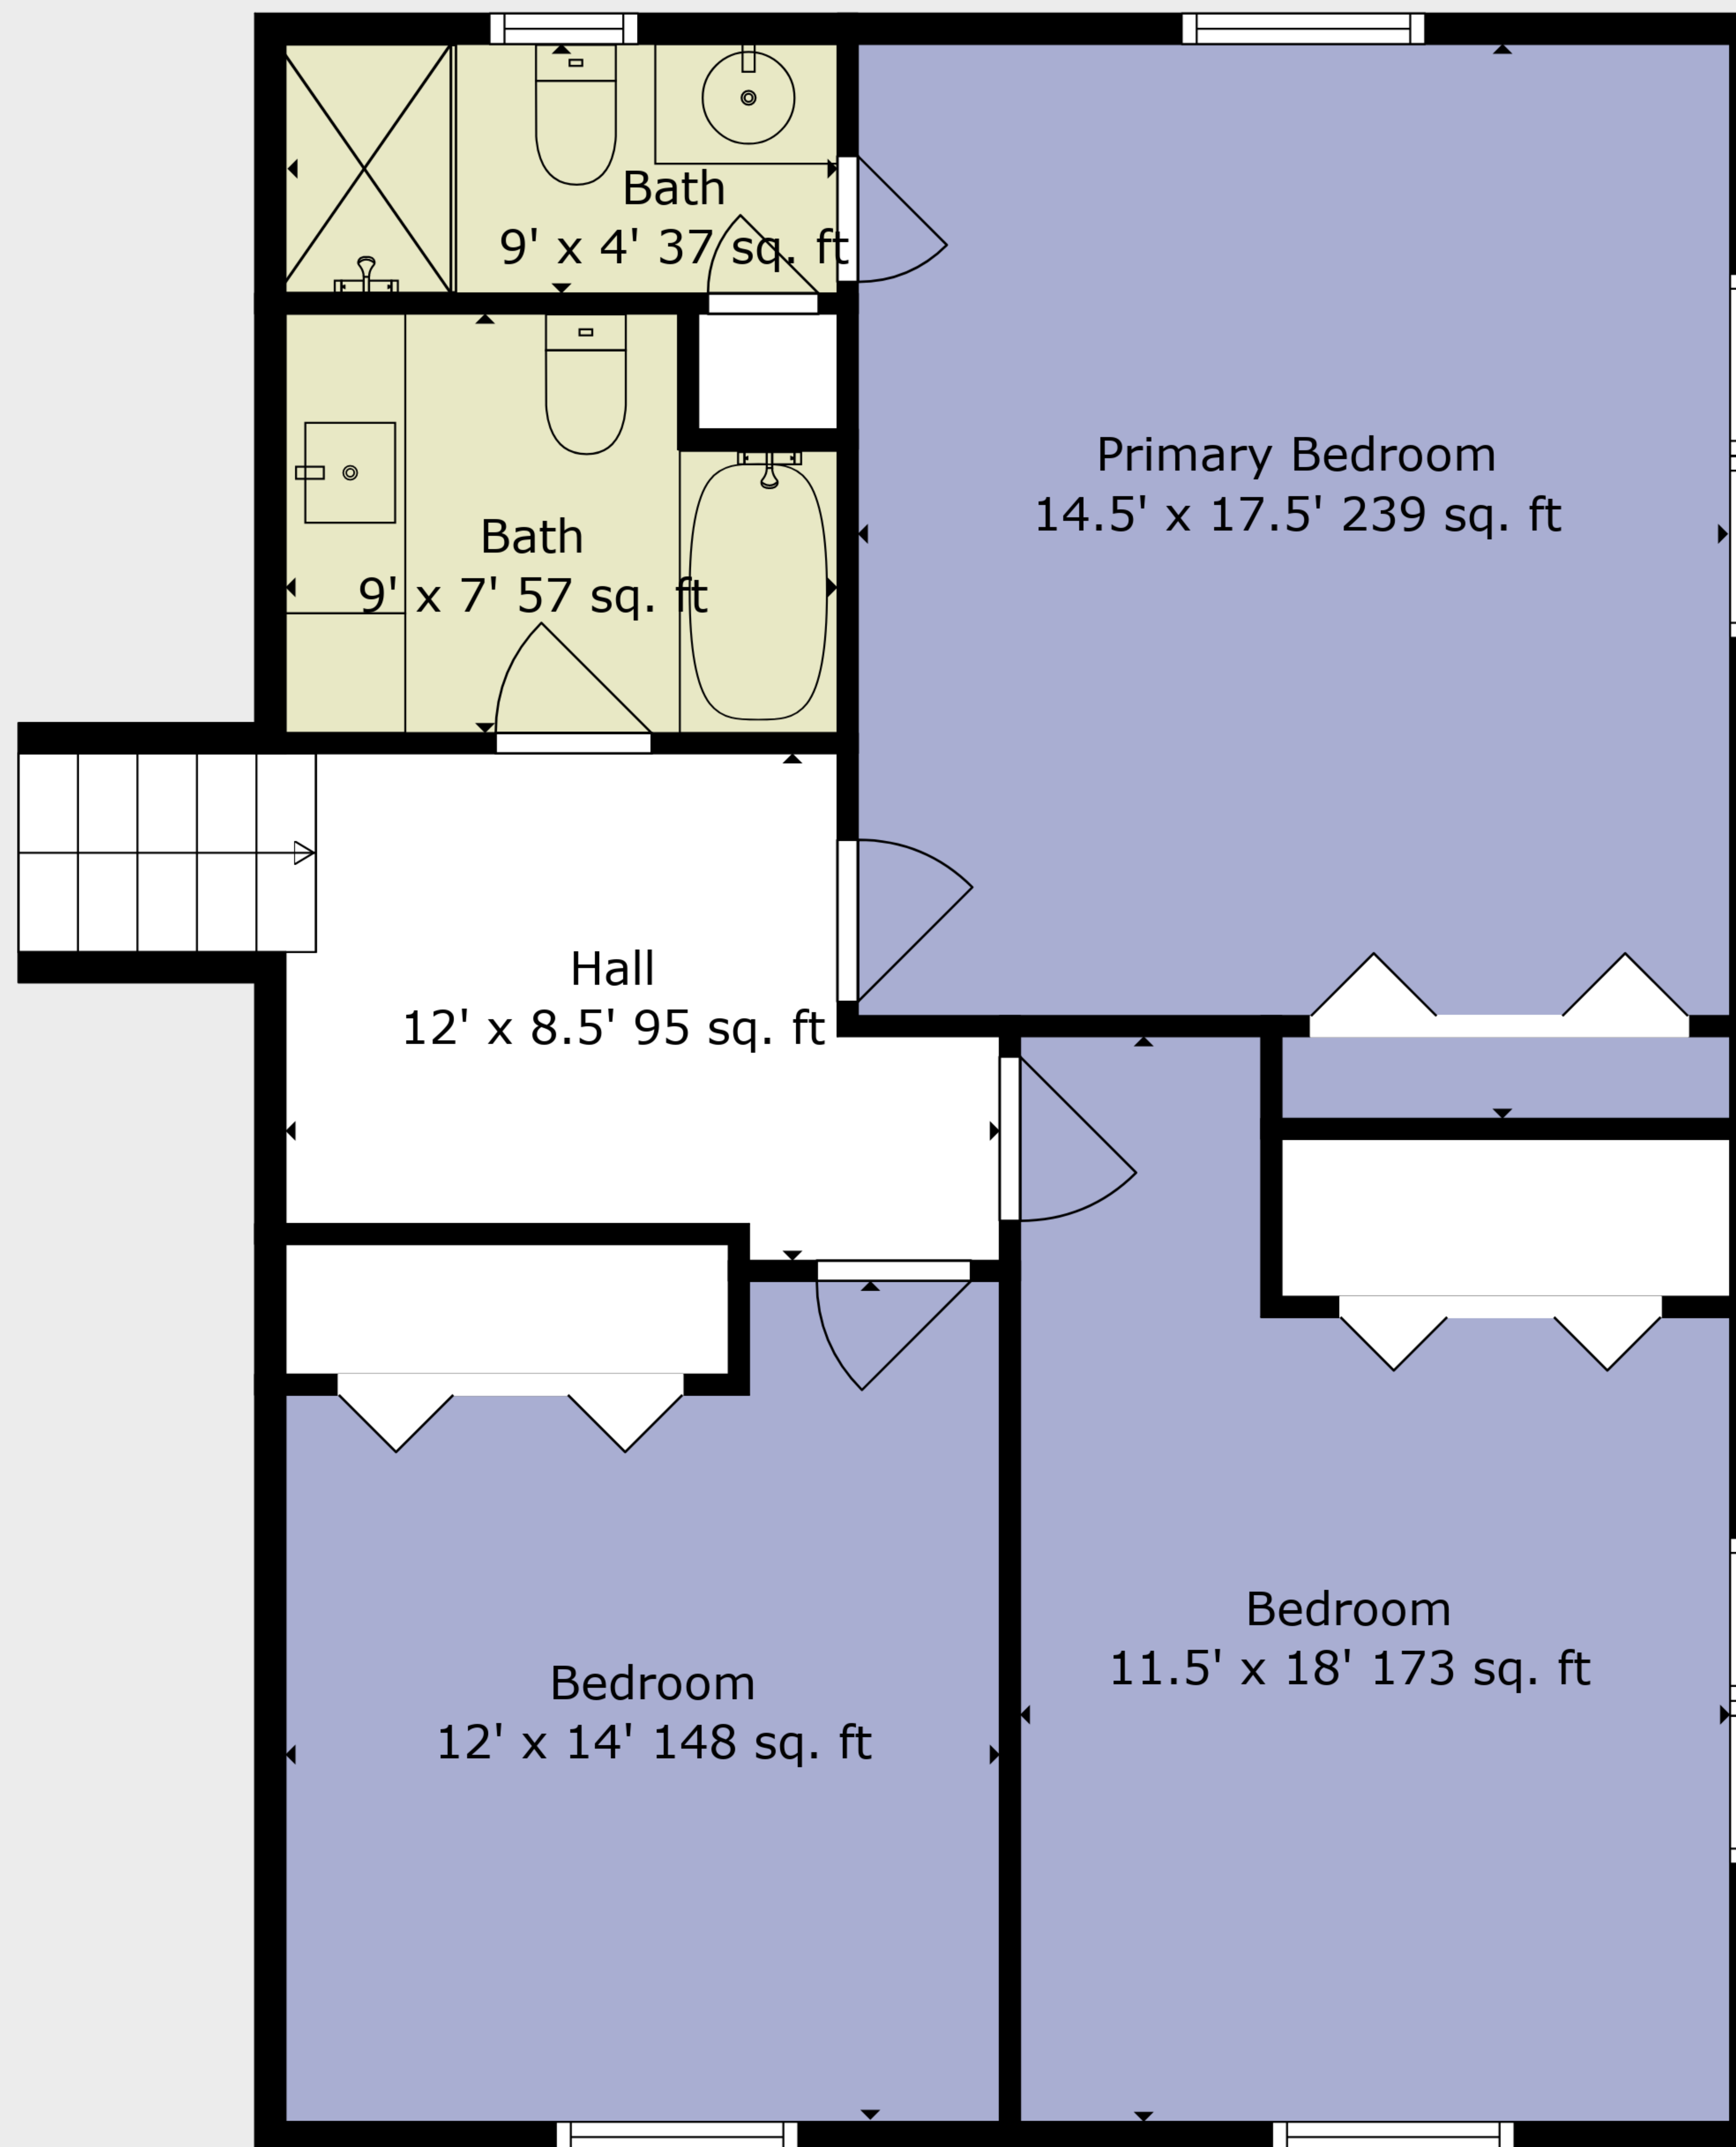 Bath
9' x 4' 37 sq. ft
Primary Bedroom
14.5' x 17.5' 239 sq. ft
Bath
9' x 7' 57 sq. ft
Hall
12' x 8.5' 95 sq. ft
Bedroom
11.5' x 18' 173 sq. ft
Bedroom
12' x 14' 148 sq. ft